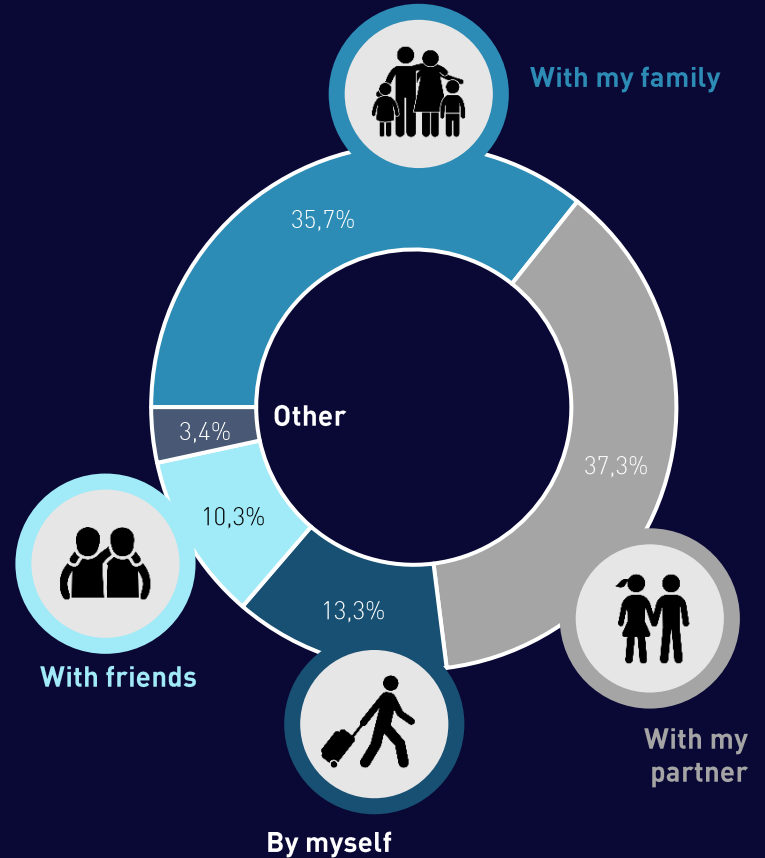 With my family
35,7%
Other
3,4%
37,3%
10,3%
13,3%
With friends
With my
partner
By myself